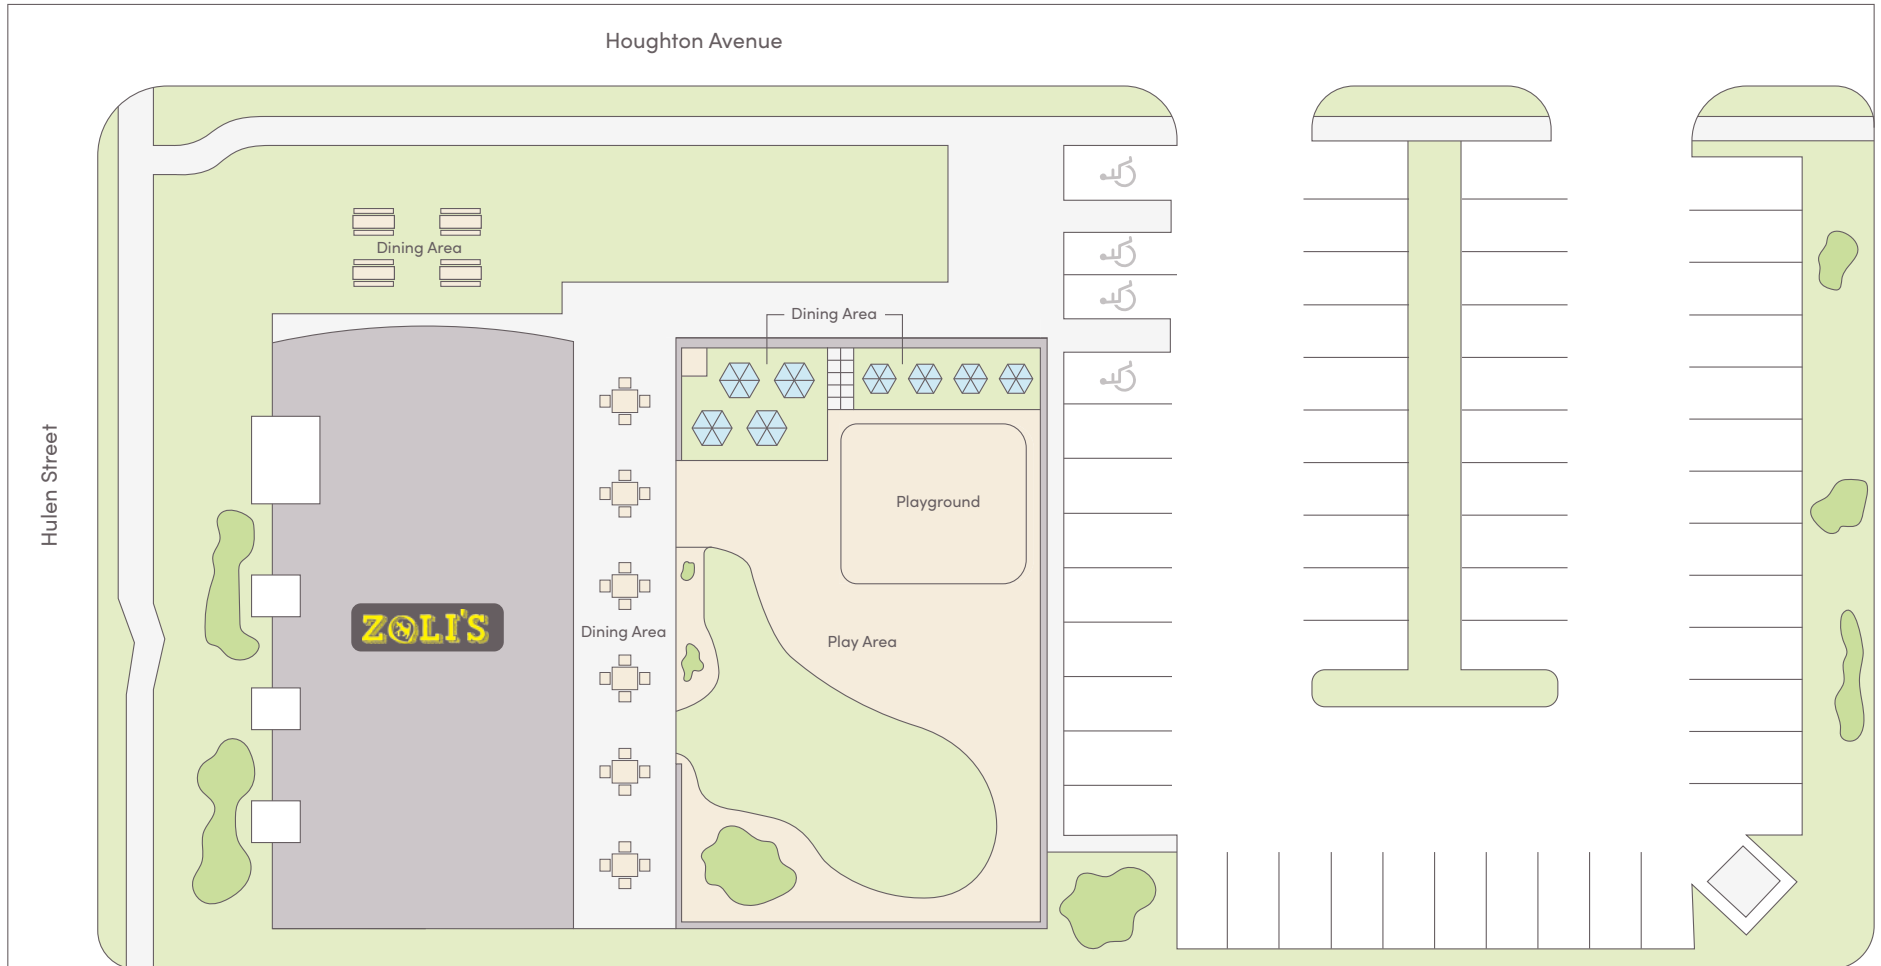 Houghton Avenue
Dining Area
Dining Area
Hulen Street
Playground
ZOLI'S
Dining Area
Play Area